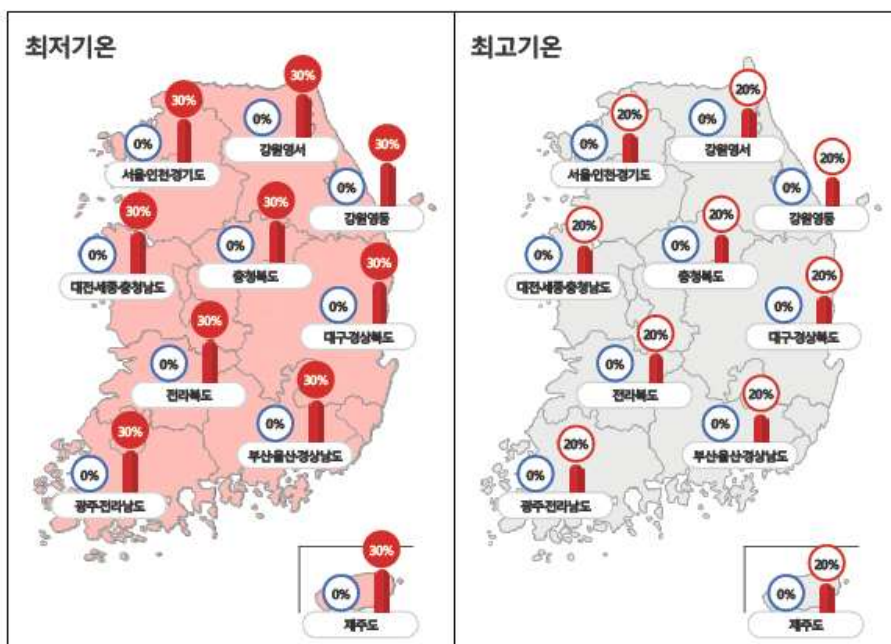 최저기온
30%
0%
서울·인천·경기도
30%
0%
강원영서
30%
0%
강원영동
30%
0%
대전·세종·충청남도
30%
0%
충청북도
30%
0%
대구·경상북도
30%
0%
전라북도
30%
0%
부산·울산·경상남도
30%
0%
광주·전라남도
30%
0%
제주도
최고기온
20%
0%
서울·인천·경기도
20%
0%
강원영서
20%
0%
강원영동
20%
0%
대전·세종·충청남도
20%
0%
충청북도
20%
0%
대구·경상북도
20%
0%
전라북도
20%
0%
부산·울산·경상남도
20%
0%
광주·전라남도
20%
0%
제주도